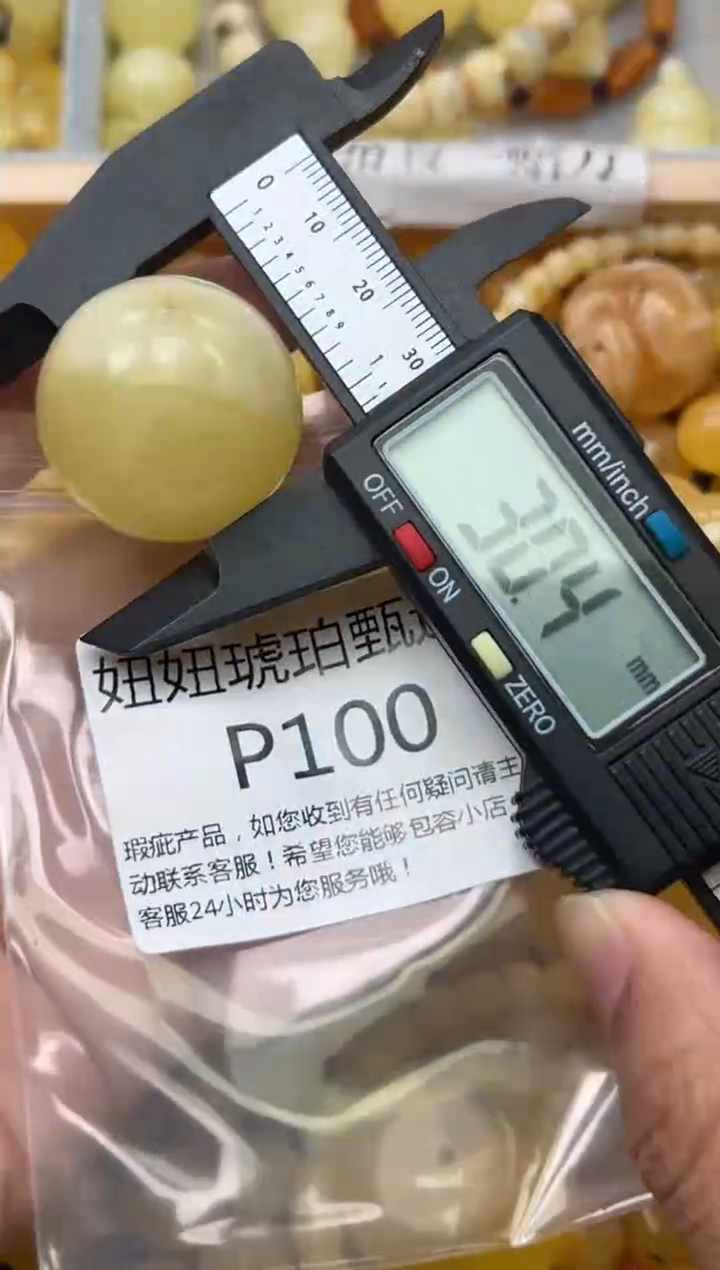 0 10 20 30
1 2 3 4 5 6 7 8 9 1
mm/inch
OFF
ON
30.4
mm
ZERO
妞妞琥珀甄选
P100
瑕疵产品，如您收到有任何疑问请主
动联系客服！希望您能够包容小店，
客服24小时为您服务哦！